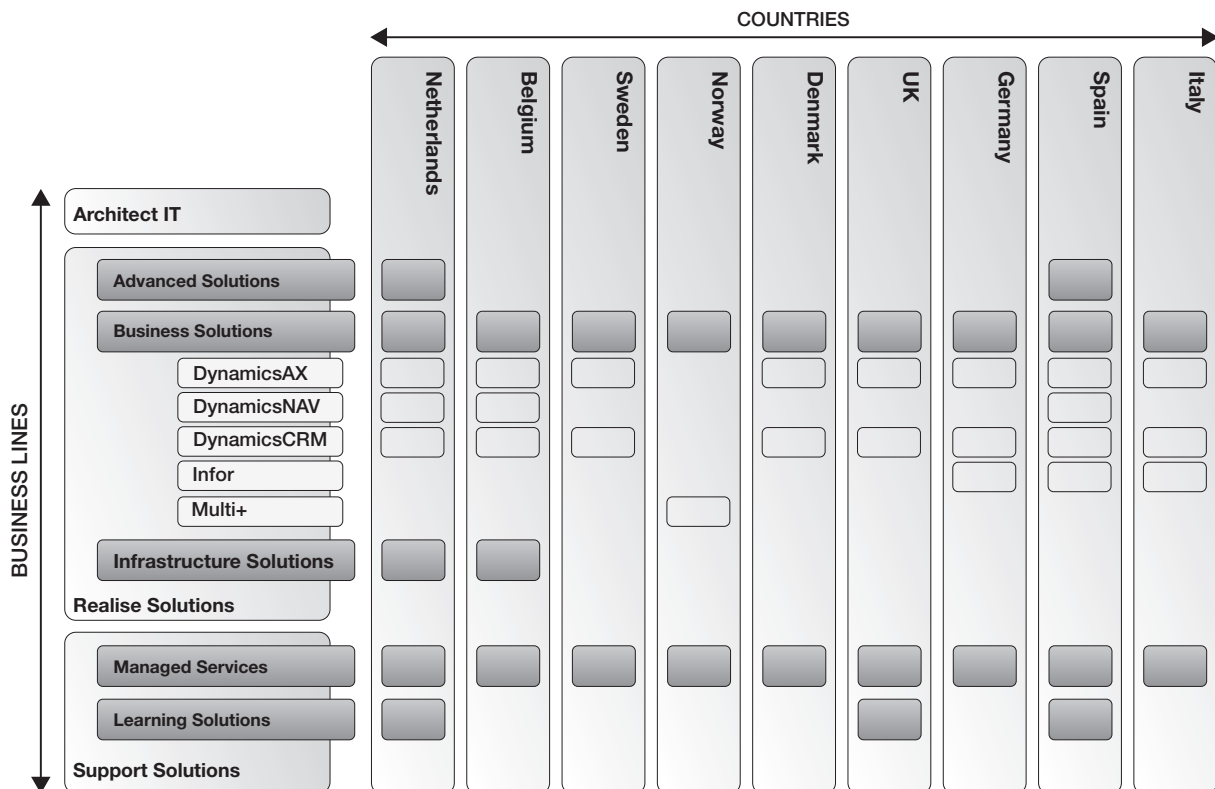 COUNTRIES
Netherlands
Belgium
Sweden
Norway
Denmark
UK
Germany
Spain
Italy
BUSINESS LINES
Architect IT
Advanced Solutions
Business Solutions
DynamicsAX
DynamicsNAV
DynamicsCRM
Infor
Multi+
Infrastructure Solutions
Realise Solutions
Managed Services
Learning Solutions
Support Solutions